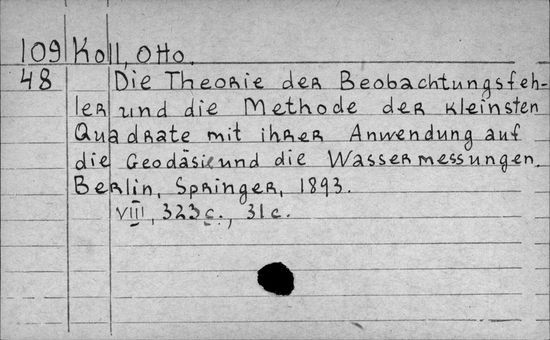 109 Koll, Otto.
48 Die Theorie der Beobachtungsfeh-
ler und die Methode der kleinsten
Quadrate mit ihrer Anwendung auf
die Geodäsie und die Wassermessungen.
Berlin, Springer, 1893.
VIII, 323 c., 31 c.